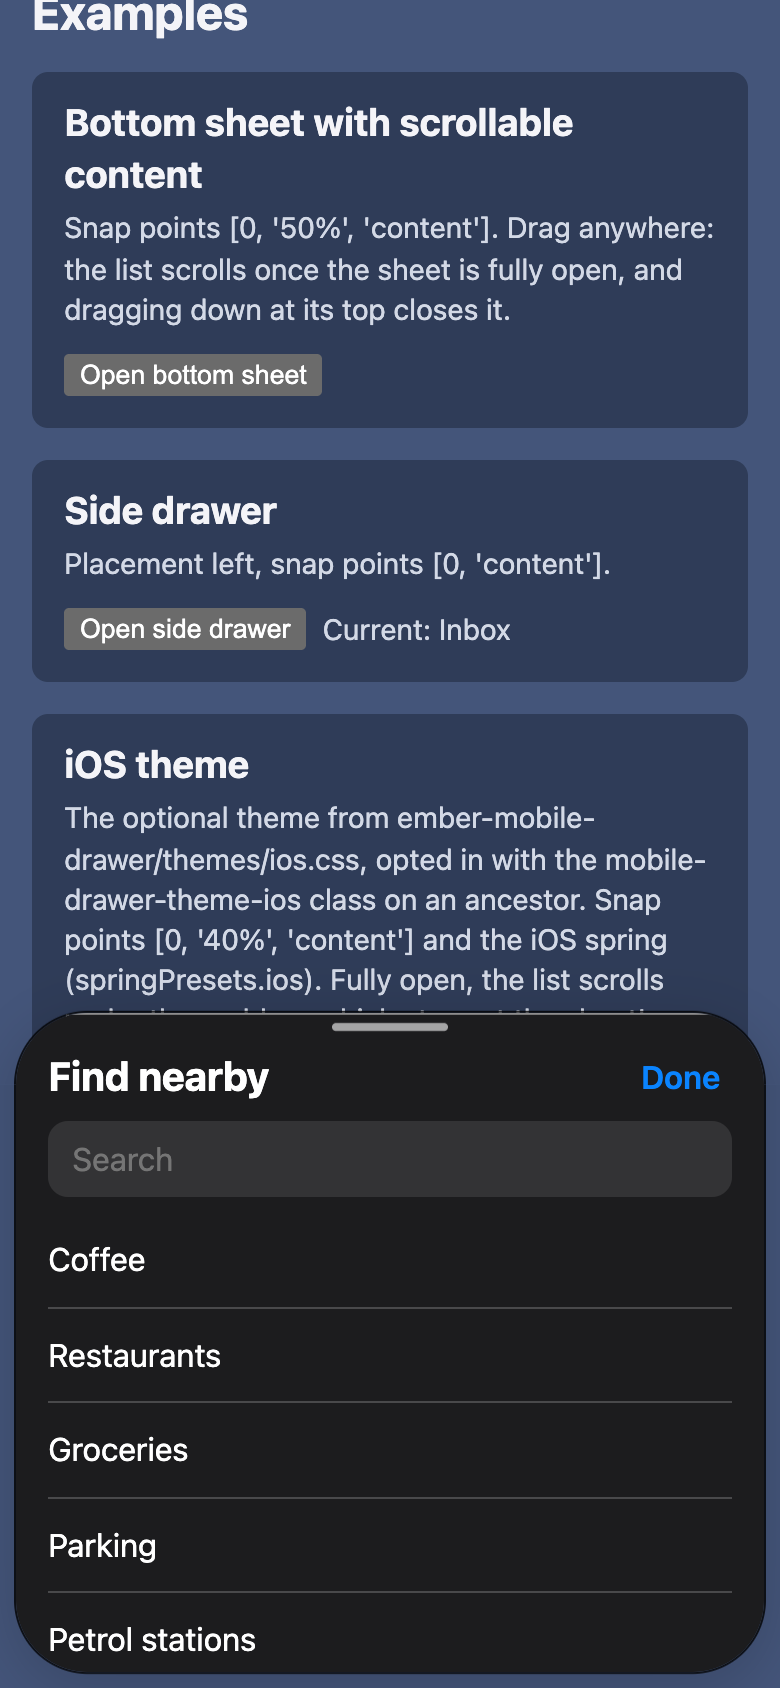 Examples
Bottom sheet with scrollable
content
Snap points [0, '50%', 'content']. Drag anywhere:
the list scrolls once the sheet is fully open, and
dragging down at its top closes it.
Open bottom sheet
Side drawer
Placement left, snap points [0, 'content'].
Open side drawer
Current: Inbox
iOS theme
The optional theme from ember-mobile-
drawer/themes/ios.css, opted in with the mobile-
drawer-theme-ios class on an ancestor. Snap
points [0, '40%', 'content'] and the iOS spring
(springPresets.ios). Fully open, the list scrolls
Find nearby
Done
Search
Coffee
Restaurants
Groceries
Parking
Petrol stations